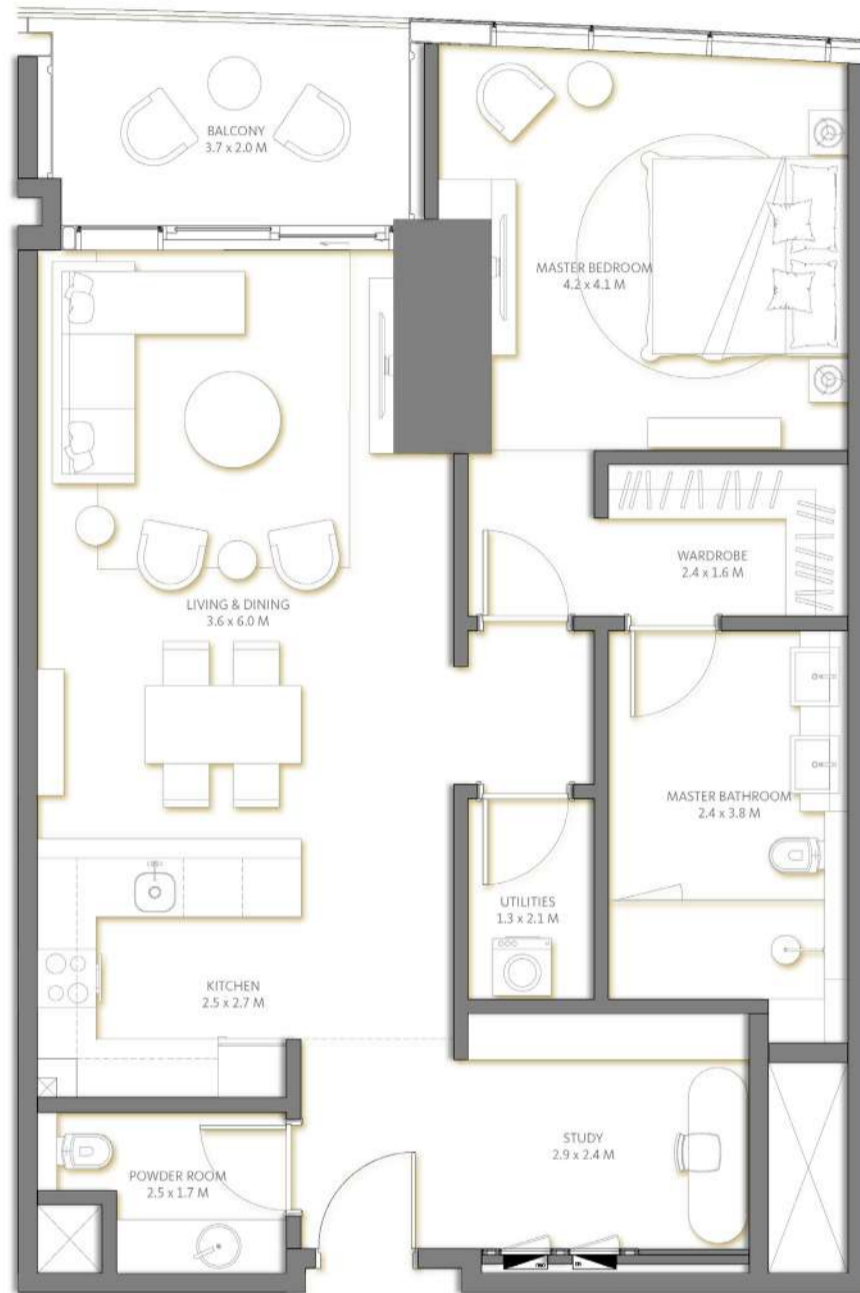 BALCONY
3.7 x 2.0 M
MASTER BEDROOM
4.2 x 4.1 M
WARDROBE
2.4 x 1.6 M
LIVING & DINING
3.6 x 6.0 M
MASTER BATHROOM
2.4 x 3.8 M
UTILITIES
1.3 x 2.1 M
KITCHEN
2.5 x 2.7 M
STUDY
2.9 x 2.4 M
POWDER ROOM
2.5 x 1.7 M